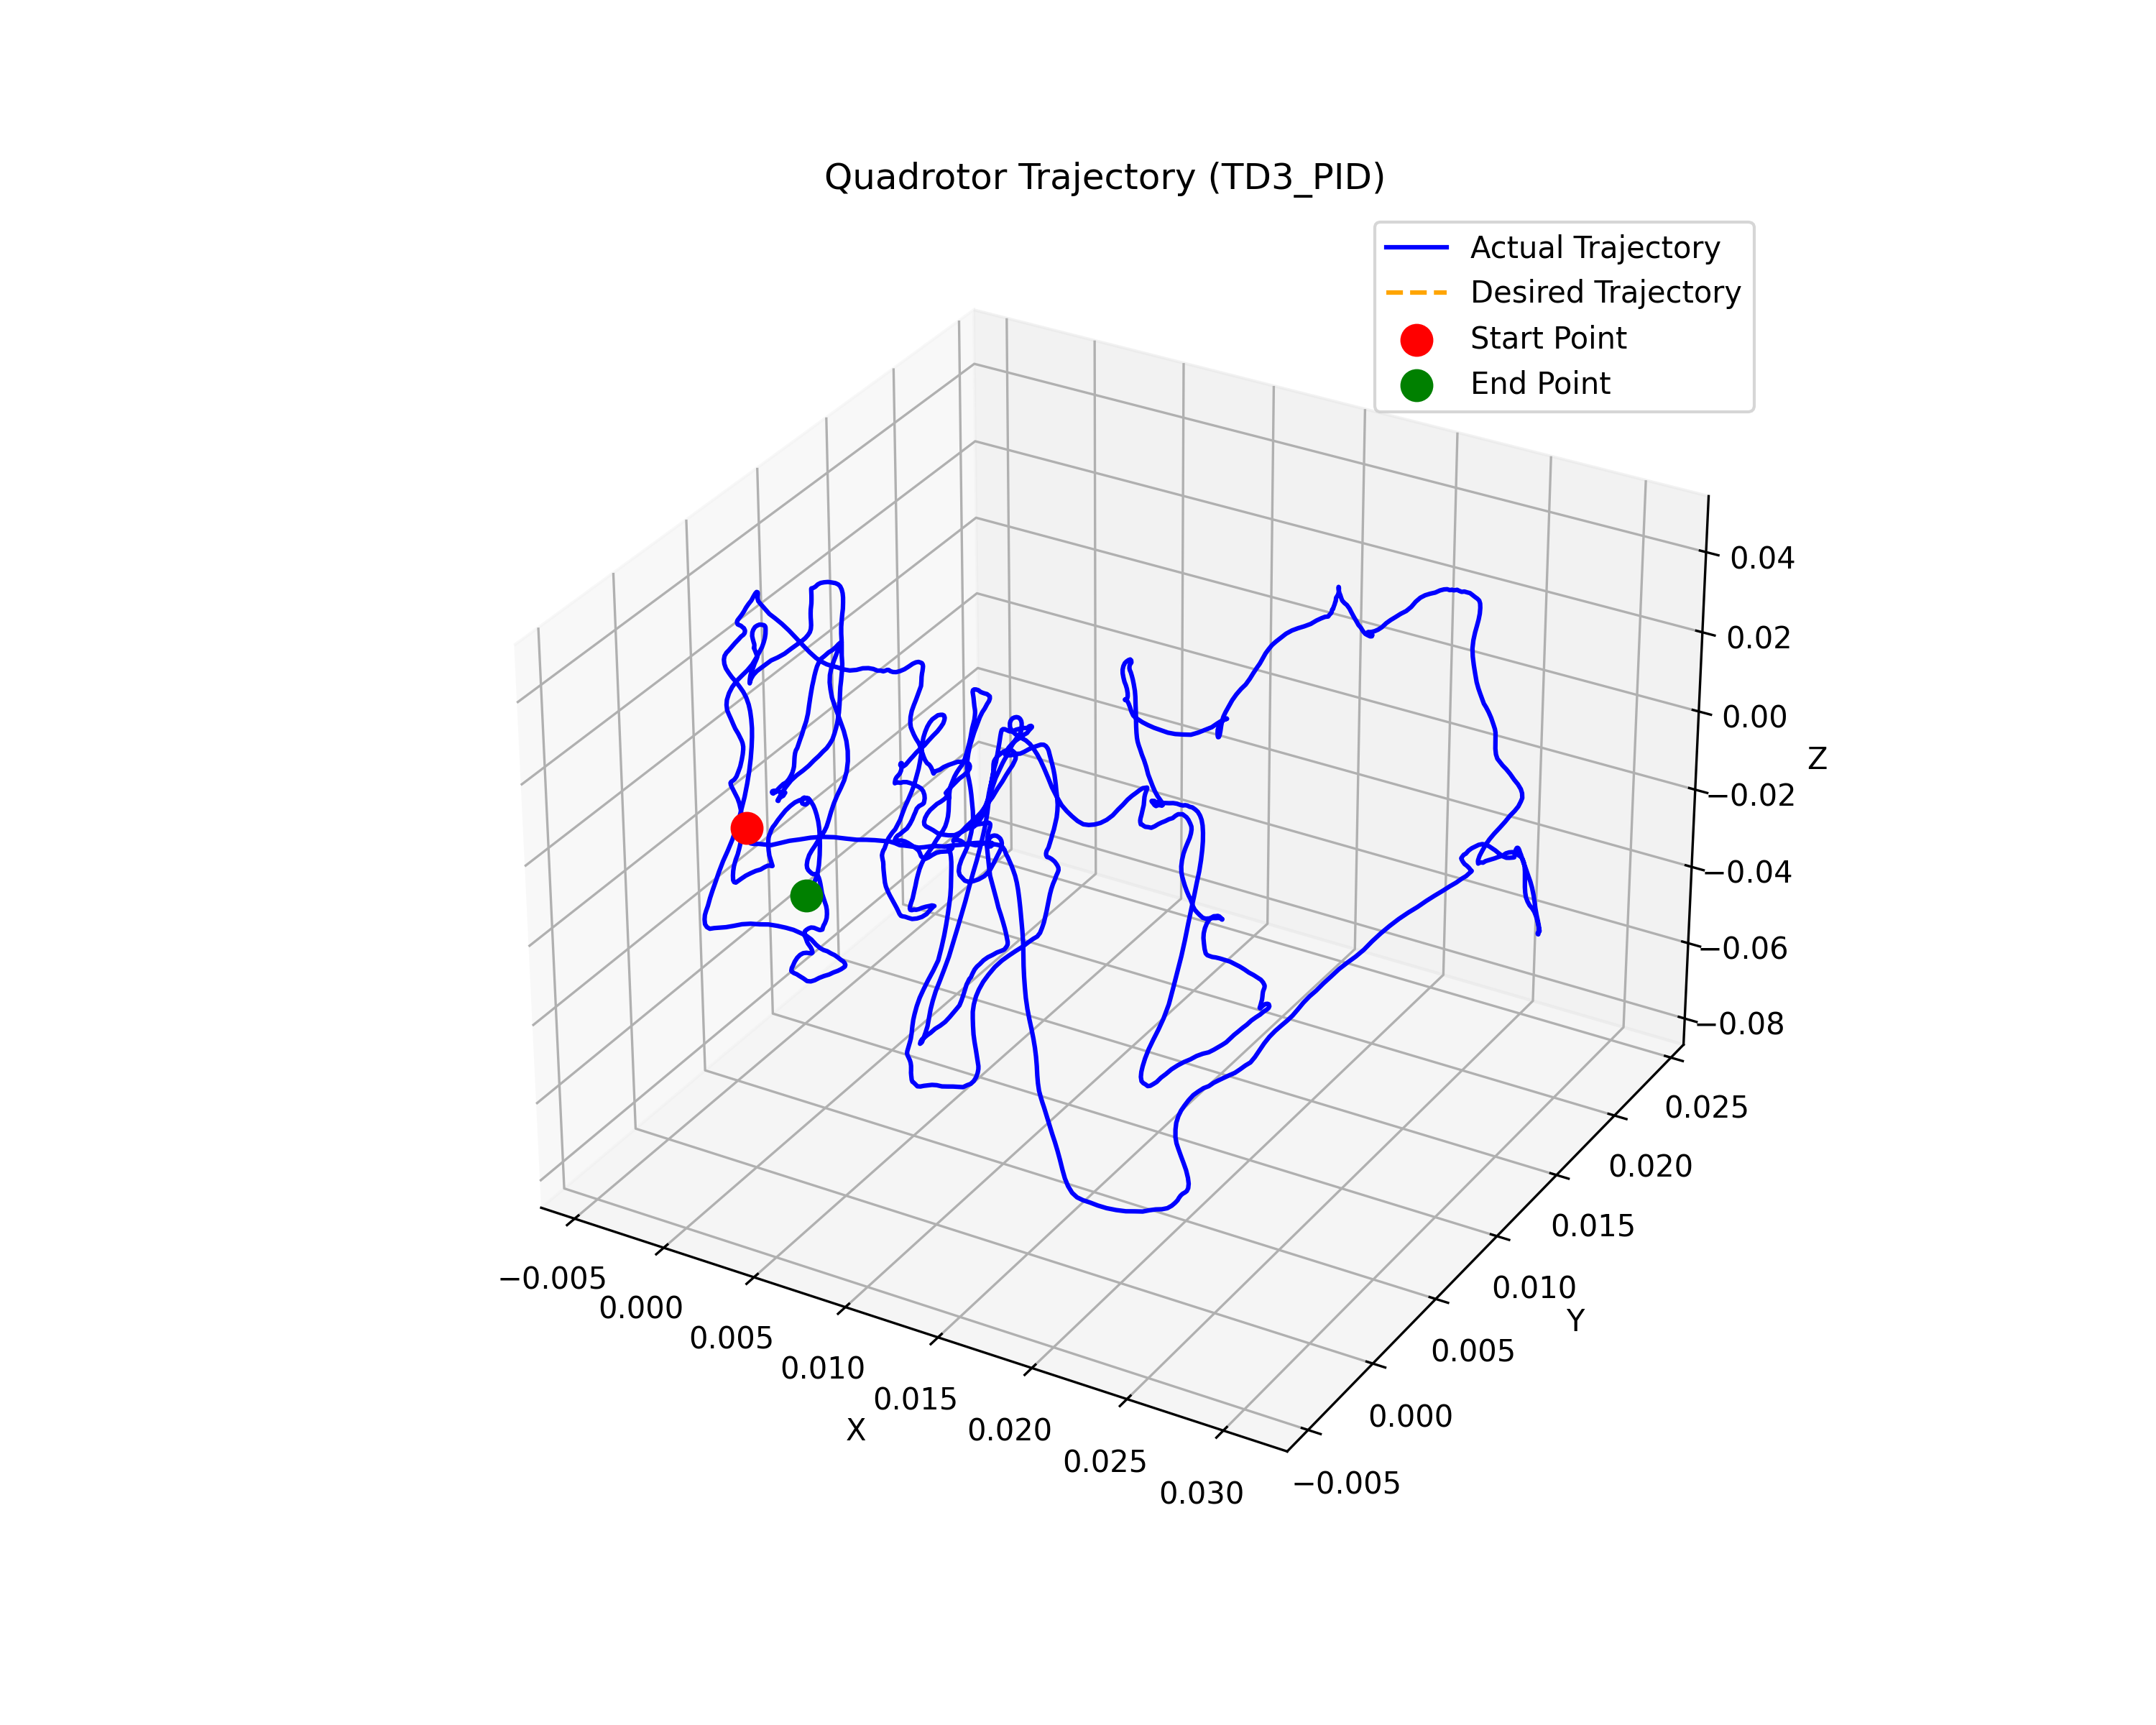 Quadrotor Trajectory (TD3_PID)
Actual Trajectory
Desired Trajectory
Start Point
End Point
0.04
0.02
0.00
−0.02
−0.04
−0.06
−0.08
Z
0.025
0.020
0.015
0.010
0.005
0.000
−0.005
Y
−0.005
0.000
0.005
0.010
0.015
0.020
0.025
0.030
X